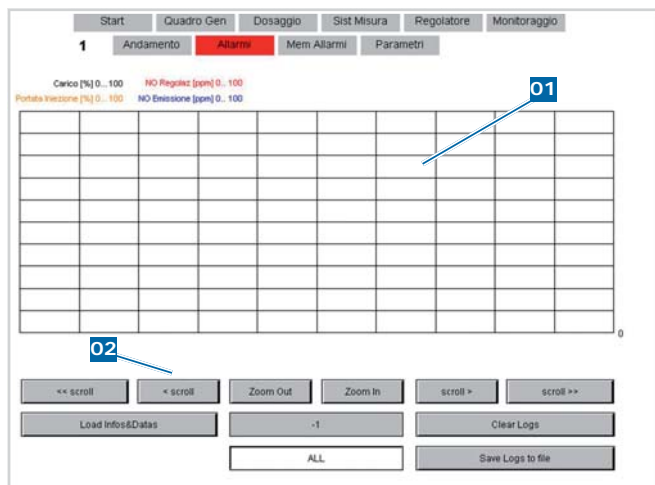 Start Quadro Gen Dosaggio Sist Misura Regolatore Monitoraggio
1 Andamento Allarmi Mem Allarmi Parametri
Carico [%] 0... 100 NO Regolaz [ppm] 0.. 100
Portata Iniezione [%] 0... 100 NO Emissione [ppm] 0.. 100
01
0
02
<< scroll < scroll Zoom Out Zoom In scroll > scroll >>
Load Infos&Datas -1 Clear Logs
ALL Save Logs to file